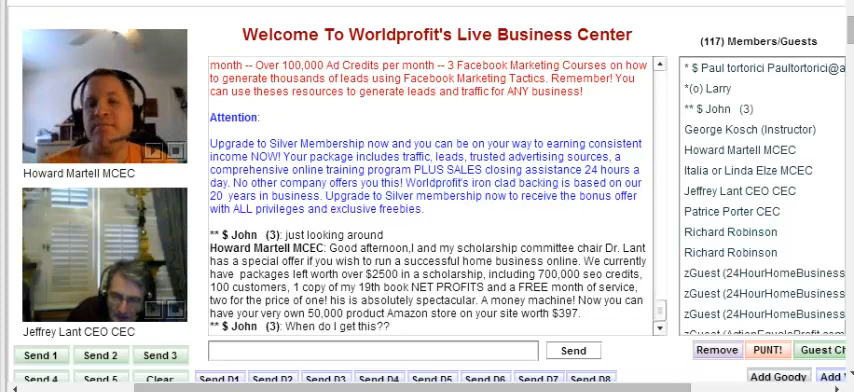 Welcome To Worldprofit's Live Business Center
month -- Over 100,000 Ad Credits per month -- 3 Facebook Marketing Courses on how
to generate thousands of leads using Facebook Marketing Tactics. Remember! You
can use theses resources to generate leads and traffic for ANY business!
Attention:
Upgrade to Silver Membership now and you can be on your way to earning consistent
income NOW! Your package includes traffic, leads, trusted advertising sources, a
comprehensive online training program PLUS SALES closing assistance 24 hours a
day. No other company offers you this! Worldprofit's iron clad backing is based on our
20 years in business. Upgrade to Silver membership now to receive the bonus offer
with ALL privileges and exclusive freebies.
** $ John (3): just looking around
Howard Martell MCEC: Good afternoon,I and my scholarship committee chair Dr. Lant
has a special offer if you wish to run a successful home business online. We currently
have packages left worth over $2500 in a scholarship, including 700,000 seo credits,
100 customers, 1 copy of my 19th book NET PROFITS and a FREE month of service,
two for the price of one! his is absolutely spectacular. A money machine! Now you can
have your very own 50,000 product Amazon store on your site worth $397.
** $ John (3): When do I get this??
Send
Howard Martell MCEC
Jeffrey Lant CEO CEC
Send 1 Send 2 Send 3
Send 4 Send 5 Clear
Send D1 Send D2 Send D3 Send D4 Send D5 Send D6 Send D7 Send D8
(117) Members/Guests
* $ Paul tortorici Paultortorici@a
*(o) Larry
** $ John (3)
George Kosch (Instructor)
Howard Martell MCEC
Italia or Linda Elze MCEC
Jeffrey Lant CEO CEC
Patrice Porter CEC
Richard Robinson
Richard Robinson
zGuest (24HourHomeBusiness
zGuest (24HourHomeBusiness
zGuest (24HourHomeBusiness
zGuest (ActionEqualsProfit.com
Remove PUNT! Guest Ch
Add Goody Add